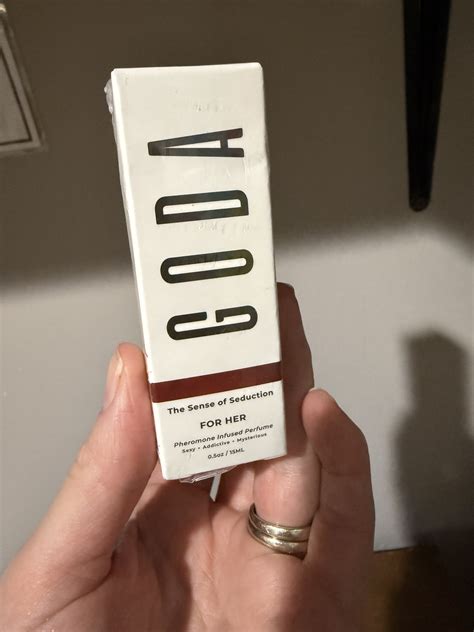 GODA
The Sense of Seduction
FOR HER
Pheromone Infused Perfume
Sexy • Addictive • Mysterious
0.5oz / 15ML